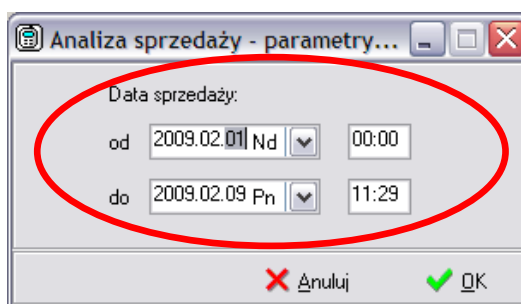 Analiza sprzedaży - parametry...
Data sprzedaży:
od 2009.02.01 Nd 00:00
do 2009.02.09 Pn 11:29
Anuluj OK